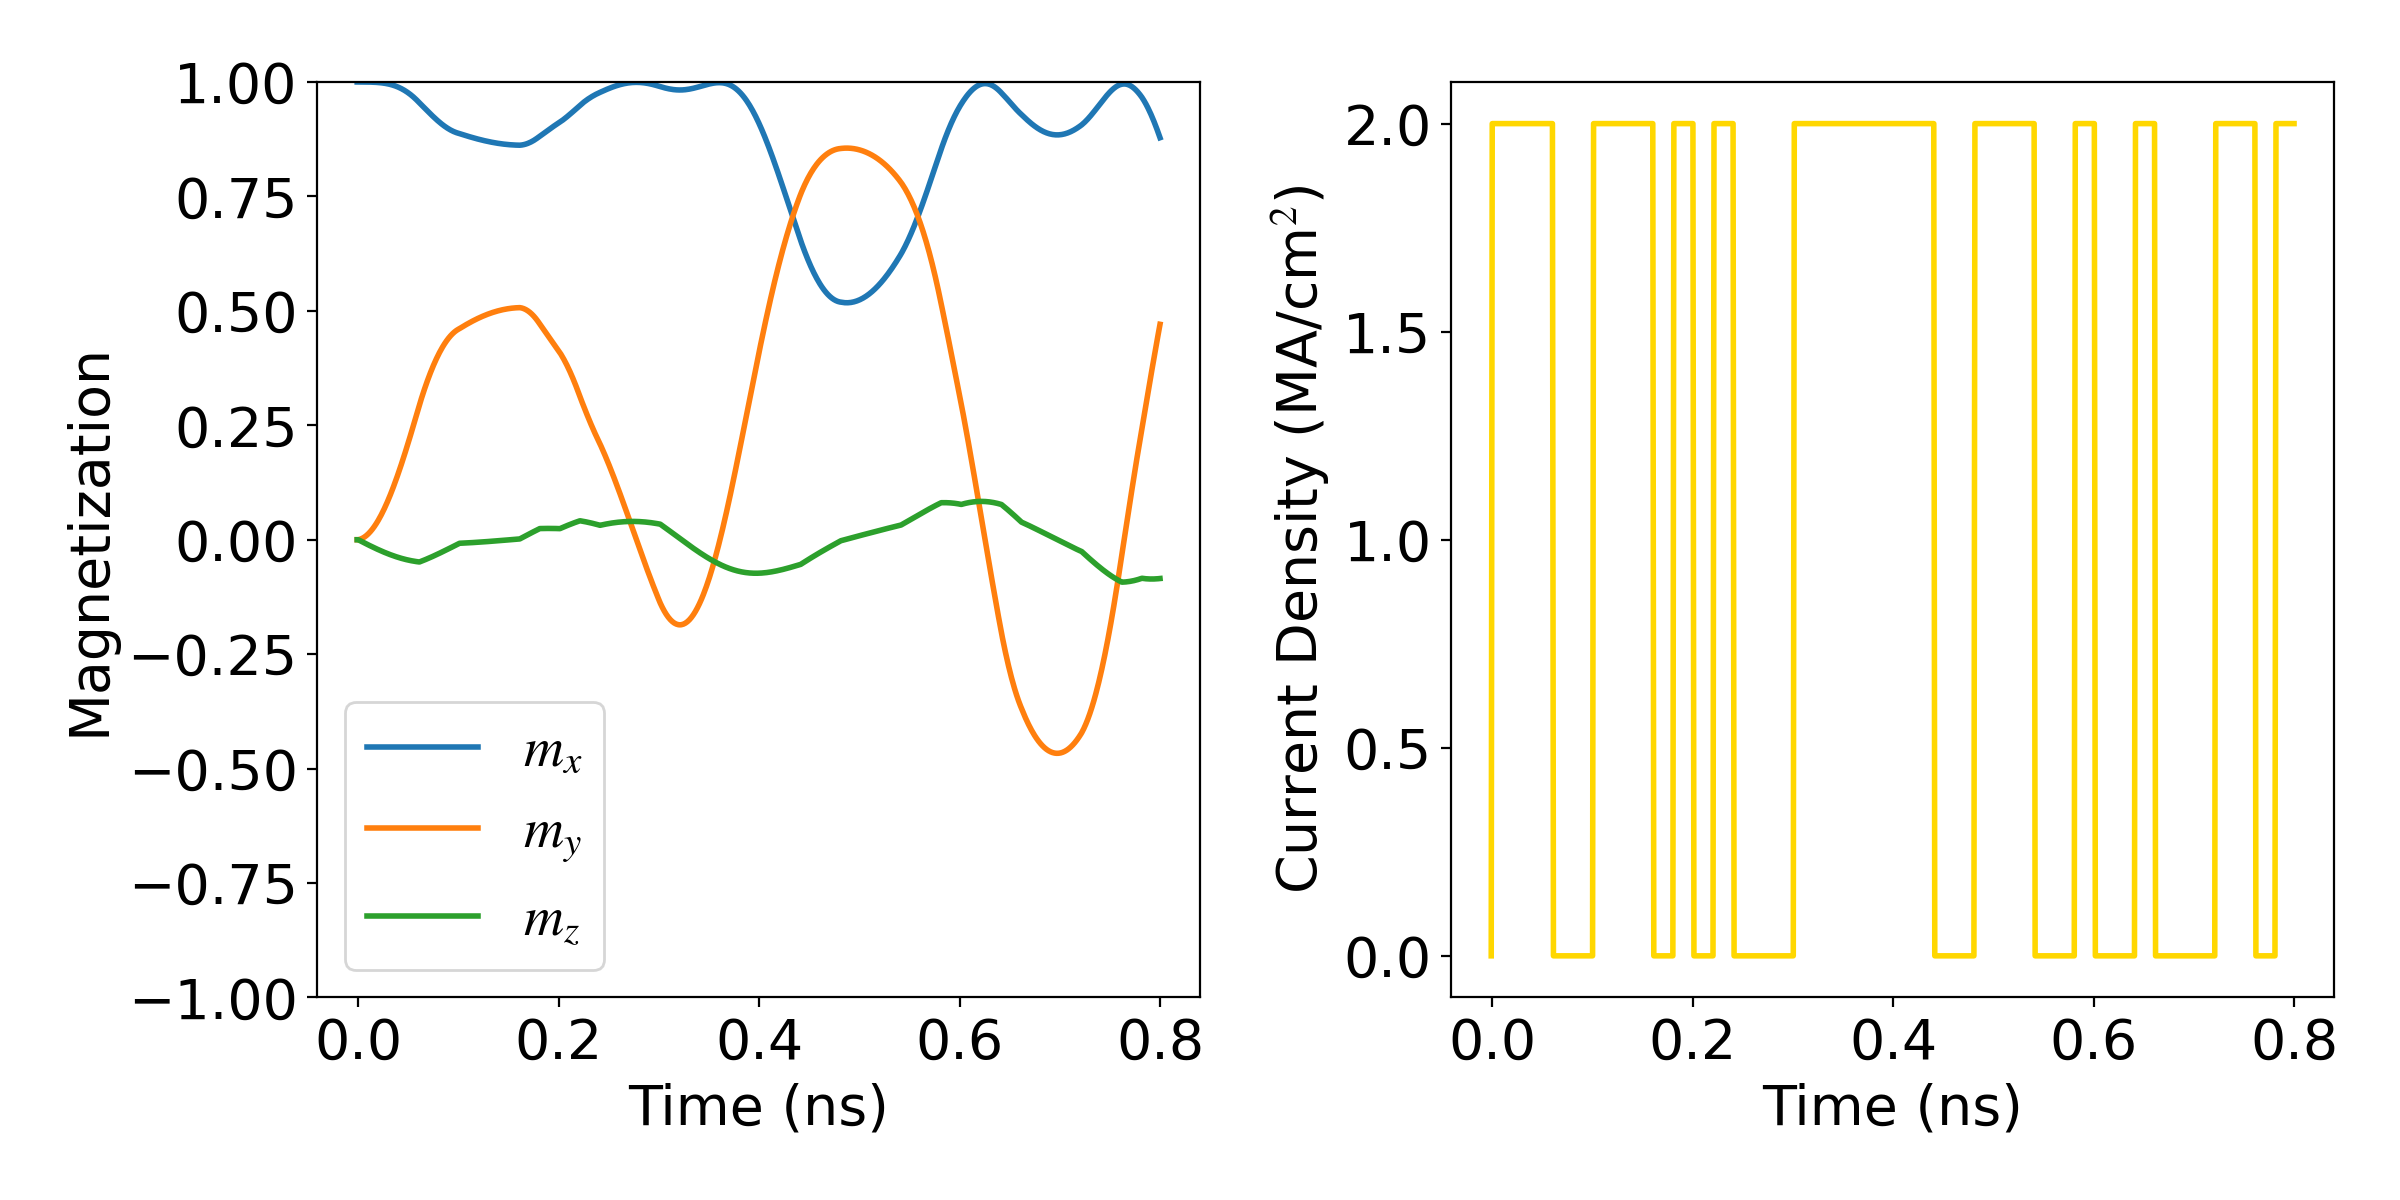 Magnetization
1.00
0.75
0.50
0.25
0.00
−0.25
−0.50
−0.75
−1.00
0.0 0.2 0.4 0.6 0.8
Time (ns)
m_x
m_y
m_z
Current Density (MA/cm²)
2.0
1.5
1.0
0.5
0.0
0.0 0.2 0.4 0.6 0.8
Time (ns)